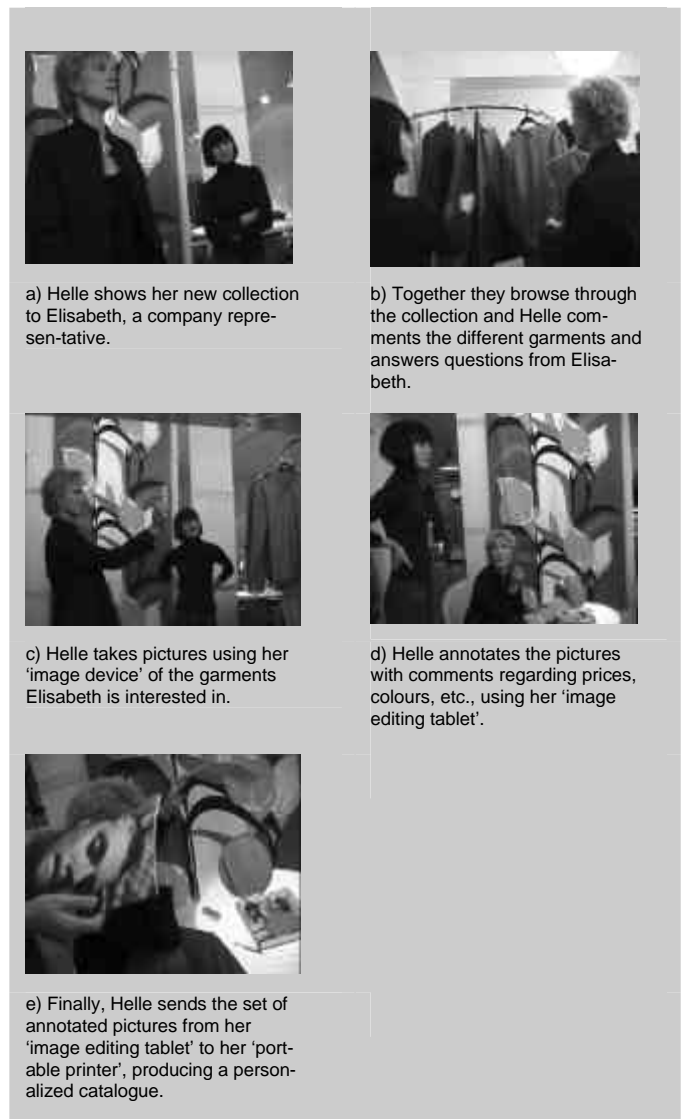 a) Helle shows her new collection
to Elisabeth, a company repre-
sen-tative.
b) Together they browse through
the collection and Helle com-
ments the different garments and
answers questions from Elisa-
beth.
c) Helle takes pictures using her
‘image device’ of the garments
Elisabeth is interested in.
d) Helle annotates the pictures
with comments regarding prices,
colours, etc., using her ‘image
editing tablet’.
e) Finally, Helle sends the set of
annotated pictures from her
‘image editing tablet’ to her ‘port-
able printer’, producing a person-
alized catalogue.